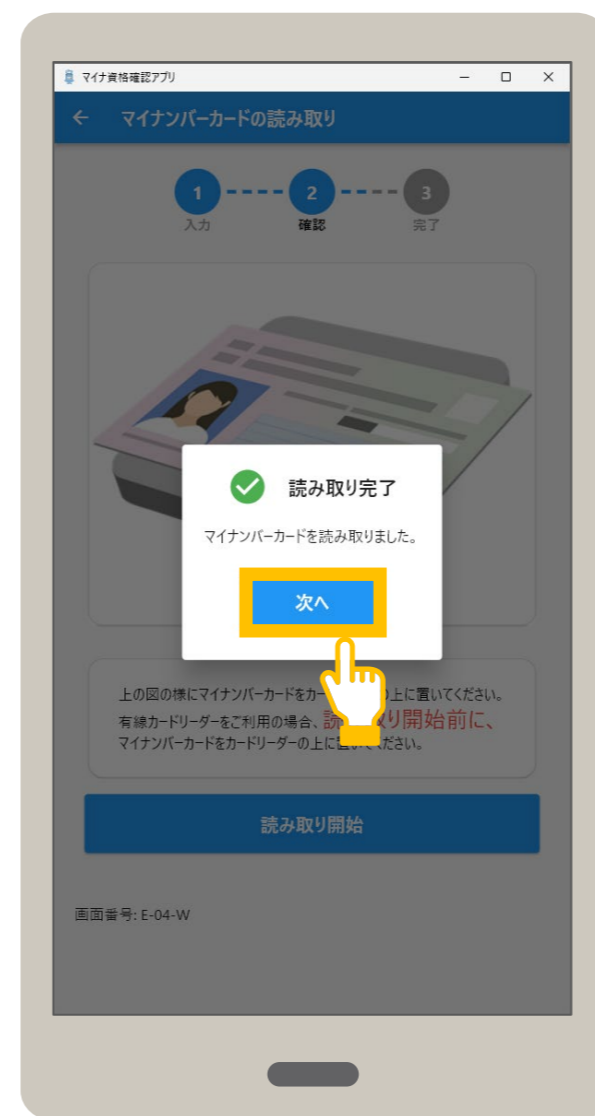 マイナ資格確認アプリ
マイナンバーカードの読み取り
1 2 3
入力 確認 完了
読み取り完了
マイナンバーカードを読み取りました。
次へ
上の図の様にマイナンバーカードをカー の上に置いてください。
有線カードリーダーをご利用の場合、読 り開始前に、
マイナンバーカードをカードリーダーの上に ください。
読み取り開始
画面番号: E-04-W